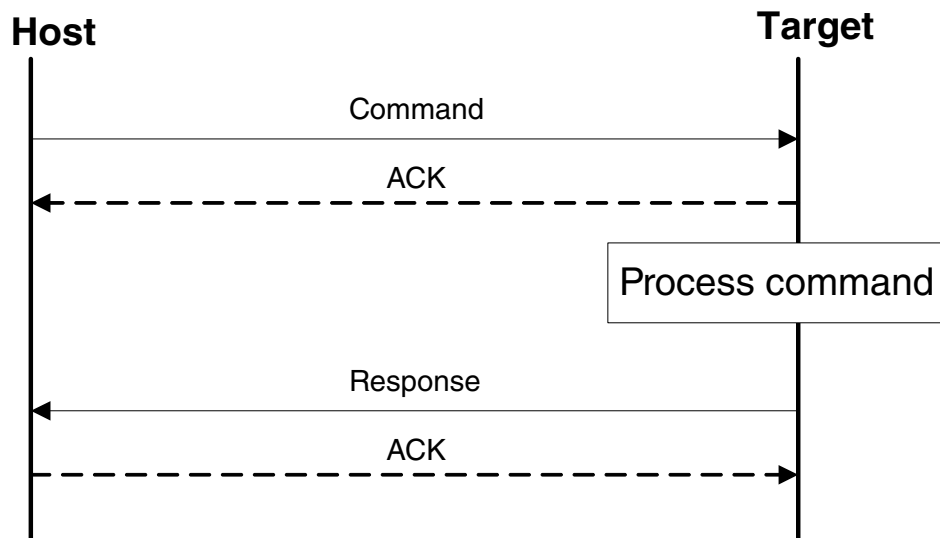 Host
Target
Command
ACK
Process command
Response
ACK